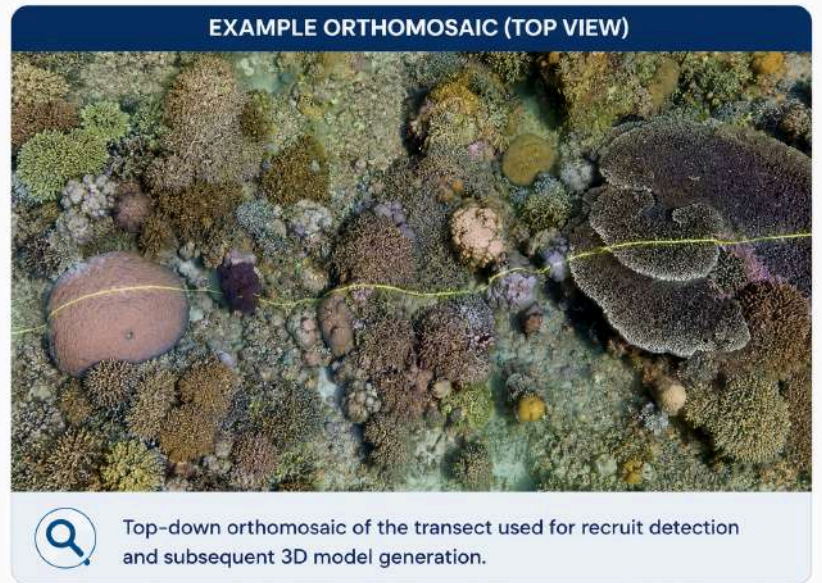 EXAMPLE ORTHOMOSAIC (TOP VIEW)
Top-down orthomosaic of the transect used for recruit detection
and subsequent 3D model generation.